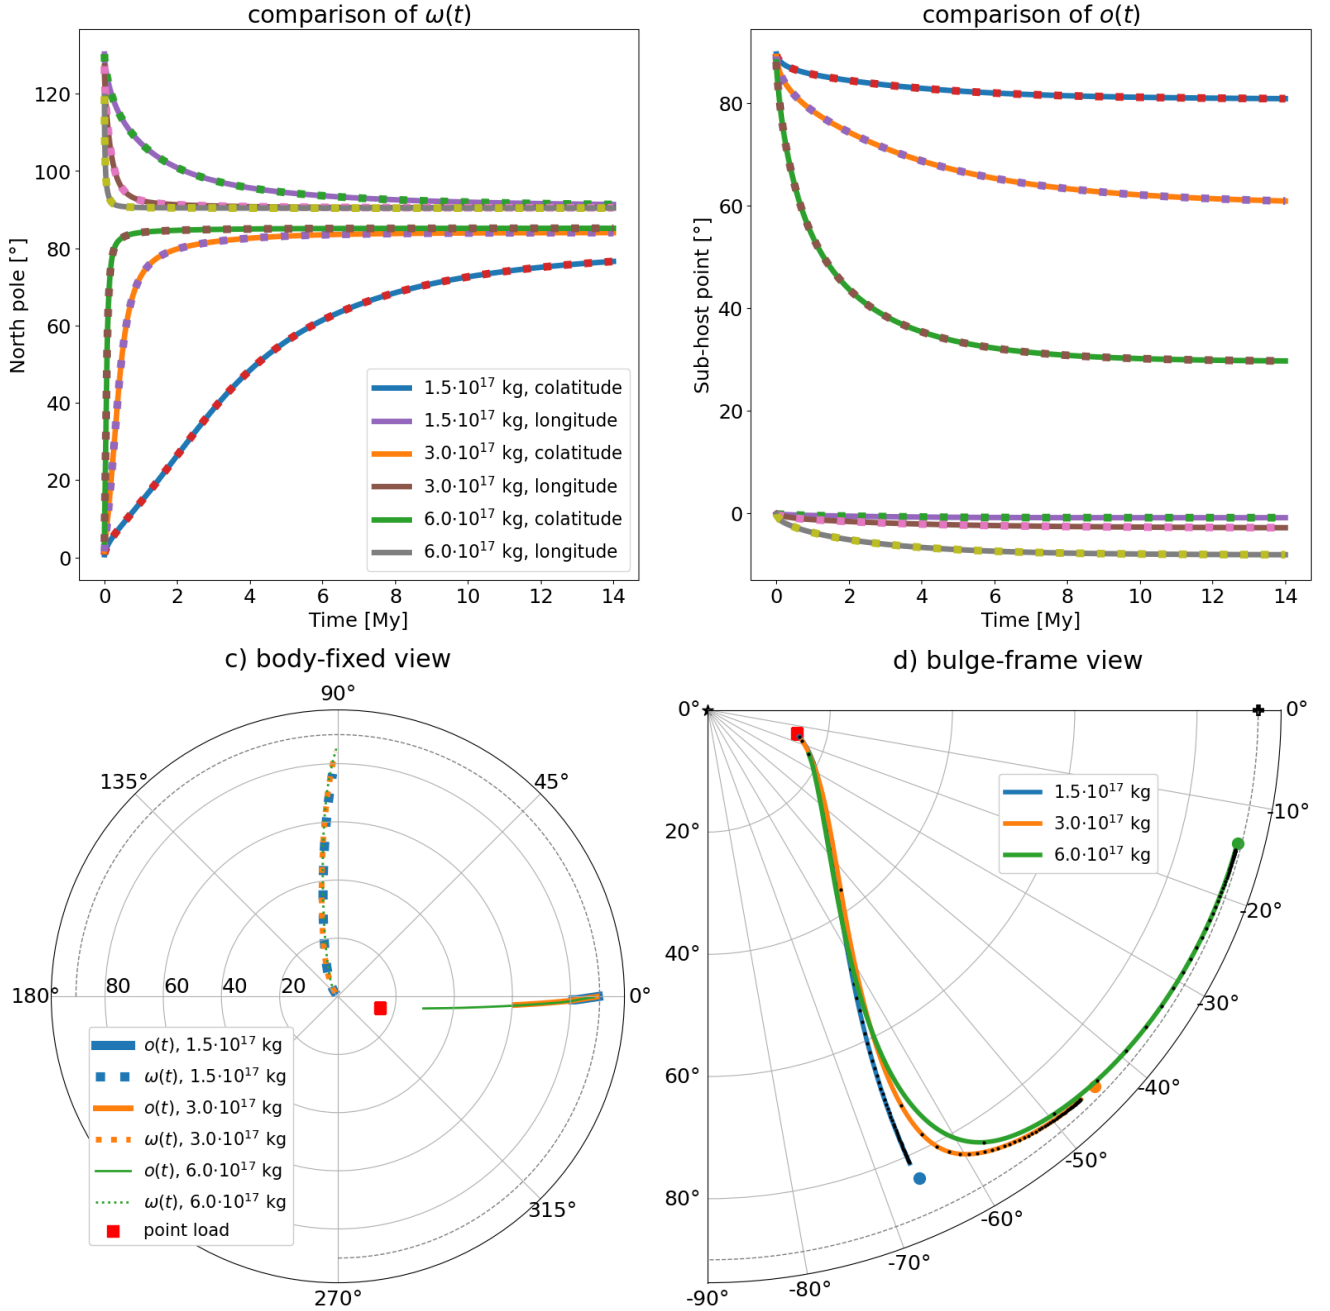 comparison of ω(t)
North pole [°]
120
100
80
60
40
20
0
0 2 4 6 8 10 12 14
Time [My]
1.5·10¹⁷ kg, colatitude
1.5·10¹⁷ kg, longitude
3.0·10¹⁷ kg, colatitude
3.0·10¹⁷ kg, longitude
6.0·10¹⁷ kg, colatitude
6.0·10¹⁷ kg, longitude
comparison of o(t)
Sub-host point [°]
80
60
40
20
0
0 2 4 6 8 10 12 14
Time [My]
c) body-fixed view
90°
135° 45°
180° 80 60 40 20 0°
315°
270°
o(t), 1.5·10¹⁷ kg
ω(t), 1.5·10¹⁷ kg
o(t), 3.0·10¹⁷ kg
ω(t), 3.0·10¹⁷ kg
o(t), 6.0·10¹⁷ kg
ω(t), 6.0·10¹⁷ kg
point load
d) bulge-frame view
0° 0°
20°
40°
60°
80°
-10°
-20°
-30°
-40°
-50°
-60°
-70°
-80°
-90°
1.5·10¹⁷ kg
3.0·10¹⁷ kg
6.0·10¹⁷ kg